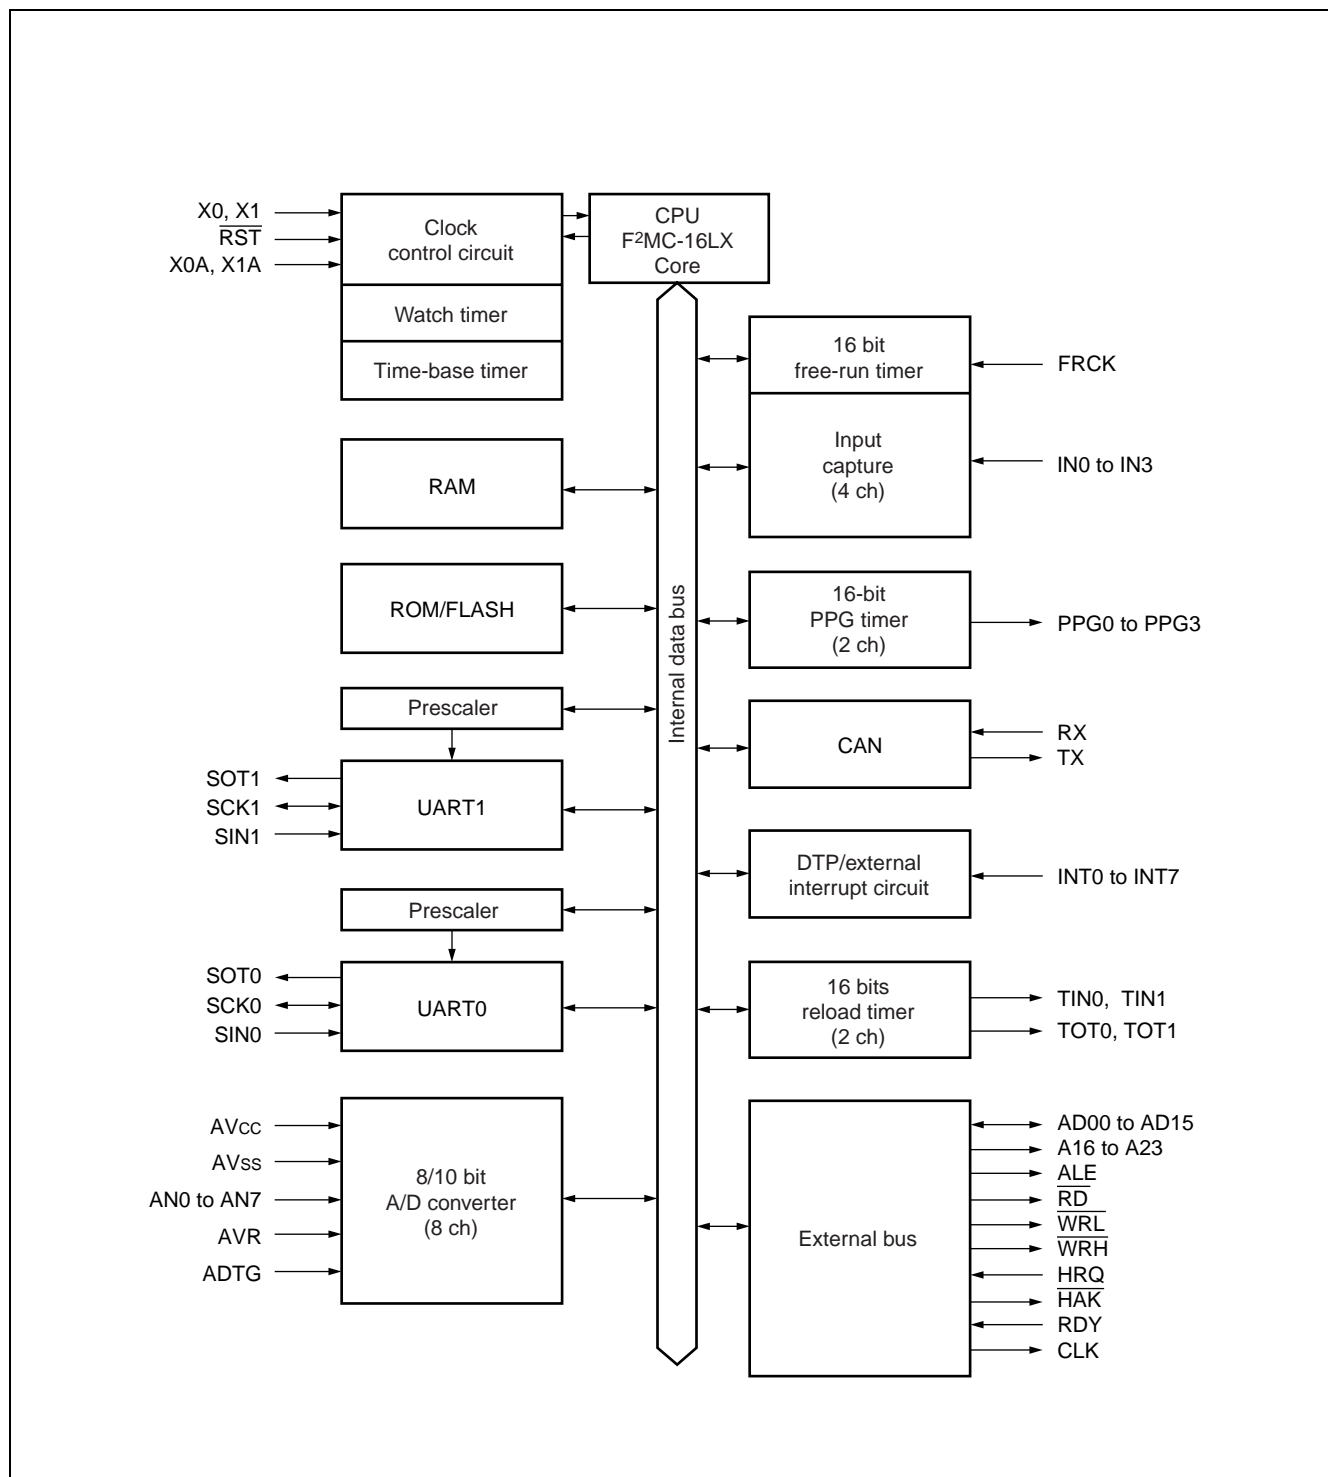 X0, X1
RST
X0A, X1A
Clock
control circuit
Watch timer
Time-base timer
CPU
F²MC-16LX
Core
RAM
ROM/FLASH
Prescaler
SOT1
SCK1
SIN1
UART1
Prescaler
SOT0
SCK0
SIN0
UART0
AVcc
AVss
AN0 to AN7
AVR
ADTG
8/10 bit
A/D converter
(8 ch)
Internal data bus
16 bit
free-run timer
FRCK
Input
capture
(4 ch)
IN0 to IN3
16-bit
PPG timer
(2 ch)
PPG0 to PPG3
CAN
RX
TX
DTP/external
interrupt circuit
INT0 to INT7
16 bits
reload timer
(2 ch)
TIN0, TIN1
TOT0, TOT1
External bus
AD00 to AD15
A16 to A23
ALE
RD
WRL
WRH
HRQ
HAK
RDY
CLK